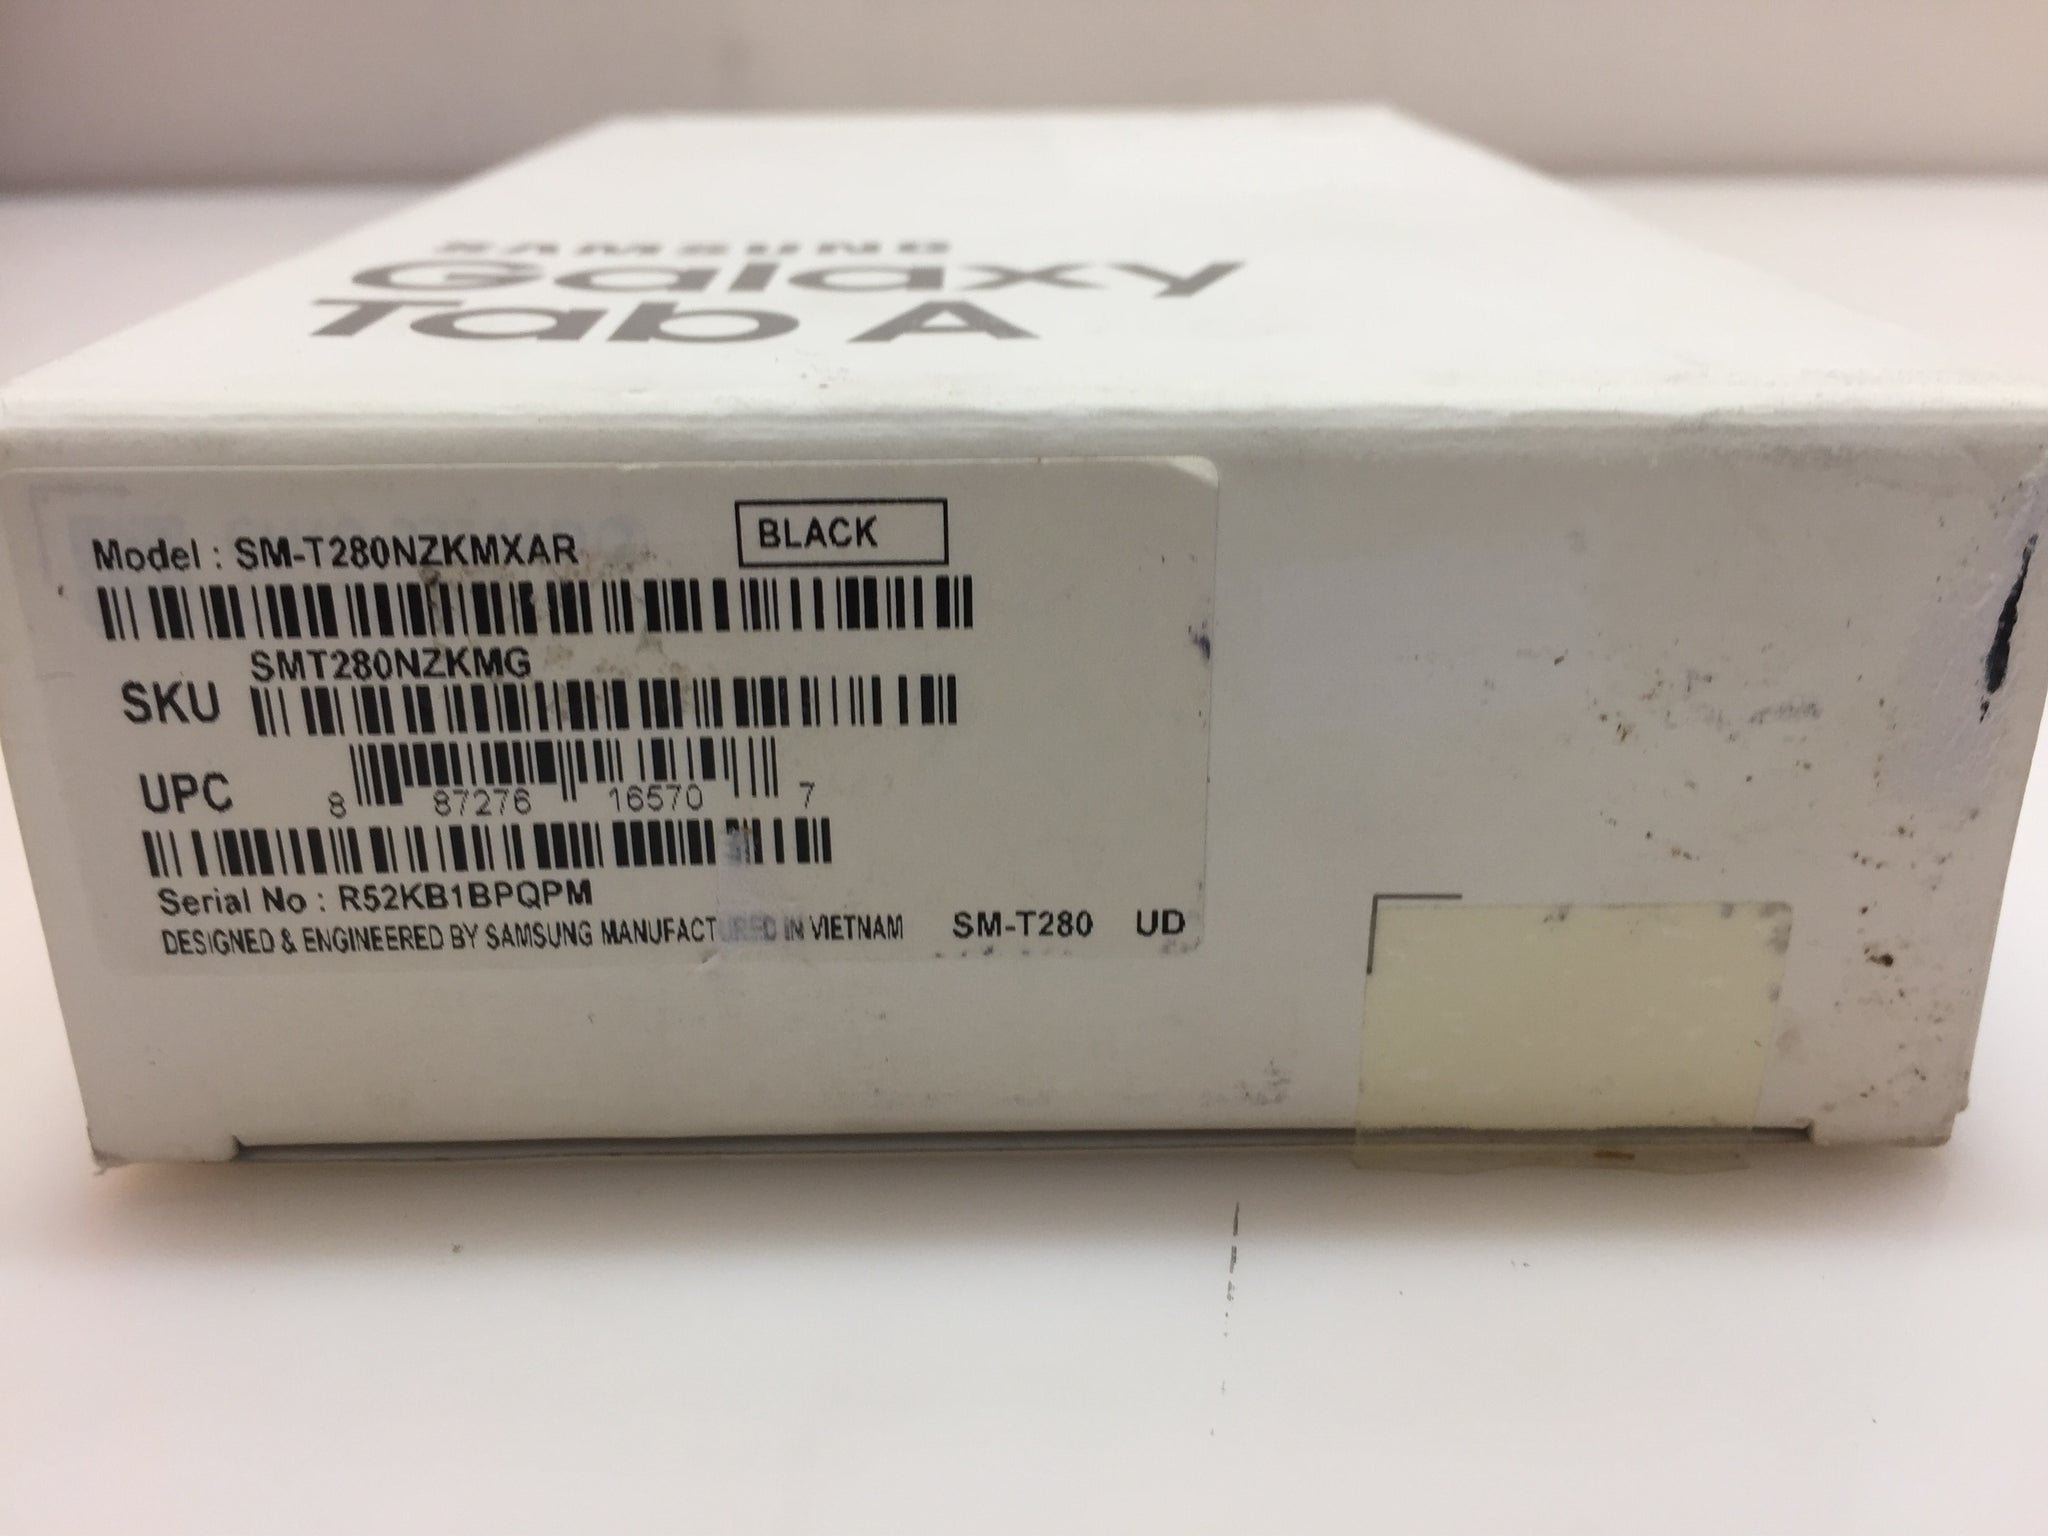 SAMSUNG
Galaxy
Tab A
Model : SM-T280NZKMXAR
BLACK
SMT280NZKMG
SKU
UPC
8 87276 16570 7
Serial No : R52KB1BPQPM
DESIGNED & ENGINEERED BY SAMSUNG MANUFACTURED IN VIETNAM SM-T280 UD